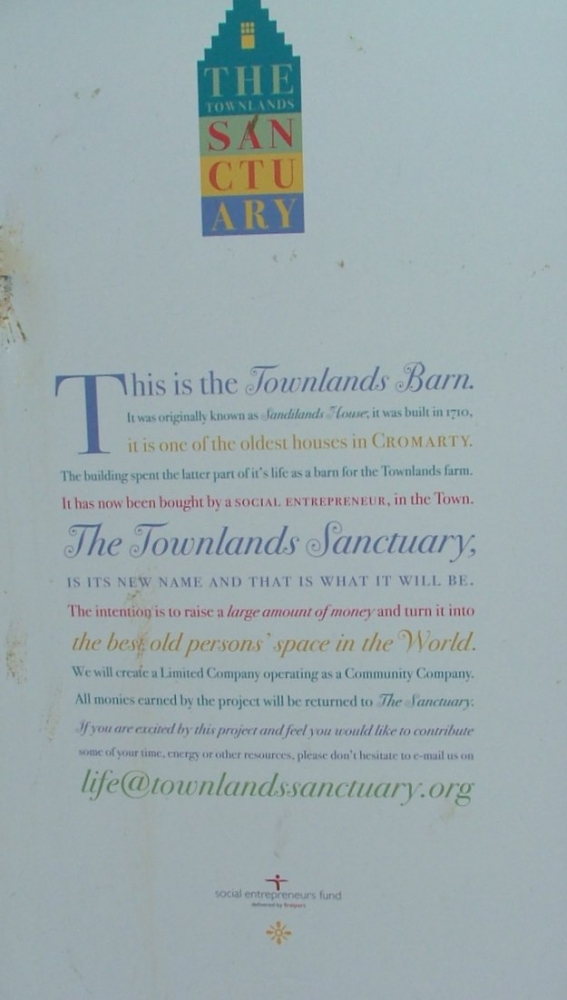 THE
TOWNLANDS
SAN
CTU
ARY
This is the Townlands Barn.
It was originally known as Sandilands House; it was built in 1710,
it is one of the oldest houses in CROMARTY.
The building spent the latter part of it's life as a barn for the Townlands farm.
It has now been bought by a SOCIAL ENTREPRENEUR, in the Town.
The Townlands Sanctuary,
IS ITS NEW NAME AND THAT IS WHAT IT WILL BE.
The intention is to raise a large amount of money and turn it into
the best old persons' space in the World.
We will create a Limited Company operating as a Community Company.
All monies earned by the project will be returned to The Sanctuary.
If you are excited by this project and feel you would like to contribute
some of your time, energy or other resources, please don't hesitate to e-mail us on
life@townlandssanctuary.org
social entrepreneurs fund
delivered by